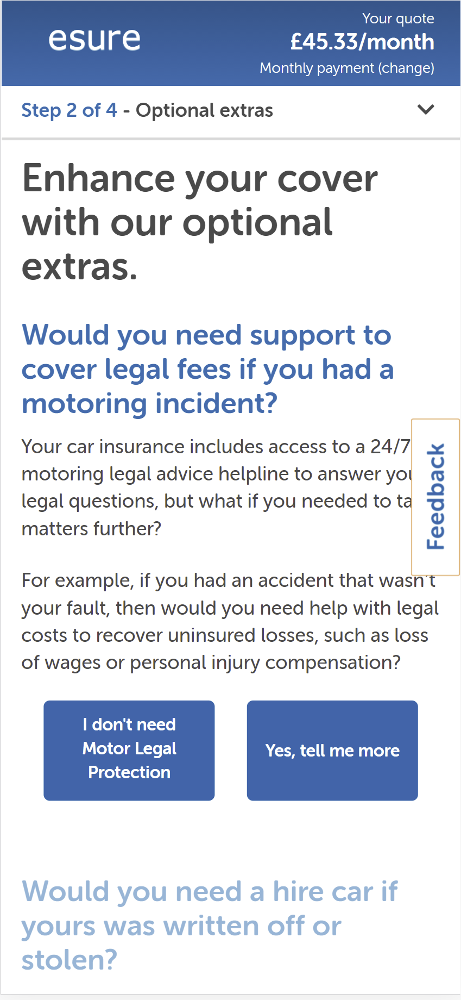 esure
Your quote
£45.33/month
Monthly payment (change)
Step 2 of 4 - Optional extras
Enhance your cover
with our optional
extras.
Would you need support to
cover legal fees if you had a
motoring incident?
Your car insurance includes access to a 24/7
motoring legal advice helpline to answer
legal questions, but what if you needed to
matters further?
Feedback
For example, if you had an accident that wasn't
your fault, then would you need help with legal
costs to recover uninsured losses, such as loss
of wages or personal injury compensation?
I don't need
Motor Legal
Protection
Yes, tell me more
Would you need a hire car if
yours was written off or
stolen?